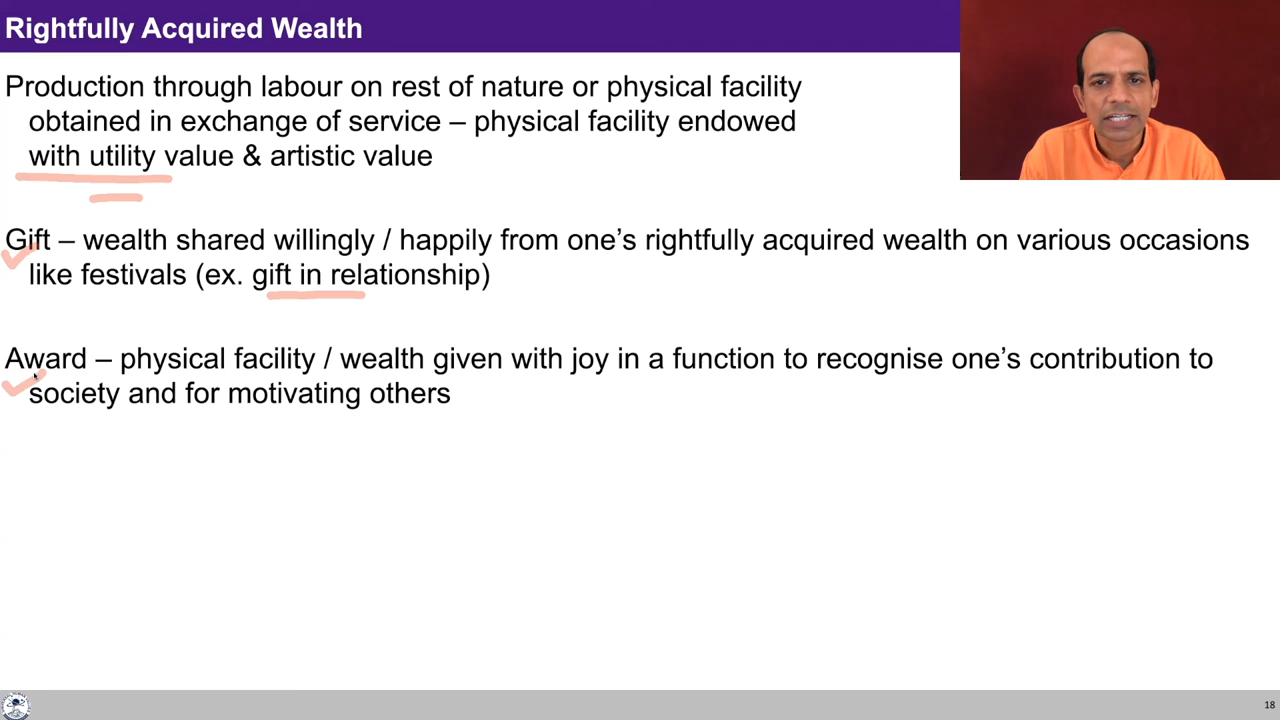 Rightfully Acquired Wealth
Production through labour on rest of nature or physical facility
obtained in exchange of service – physical facility endowed
with utility value & artistic value
Gift – wealth shared willingly / happily from one’s rightfully acquired wealth on various occasions
like festivals (ex. gift in relationship)
Award – physical facility / wealth given with joy in a function to recognise one’s contribution to
society and for motivating others
18